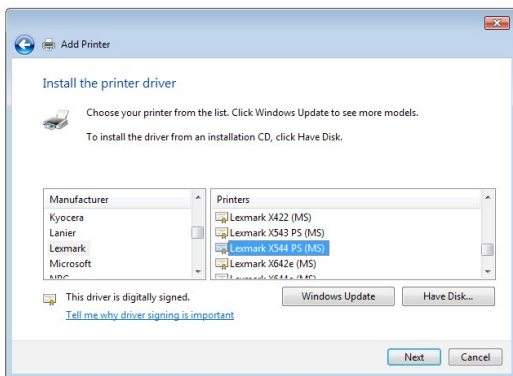 Add Printer
Install the printer driver
Choose your printer from the list. Click Windows Update to see more models.
To install the driver from an installation CD, click Have Disk.
Manufacturer
Kyocera
Lanier
Lexmark
Microsoft
Printers
Lexmark X422 (MS)
Lexmark X543 PS (MS)
Lexmark X544 PS (MS)
Lexmark X642e (MS)
This driver is digitally signed.
Tell me why driver signing is important
Windows Update
Have Disk...
Next
Cancel